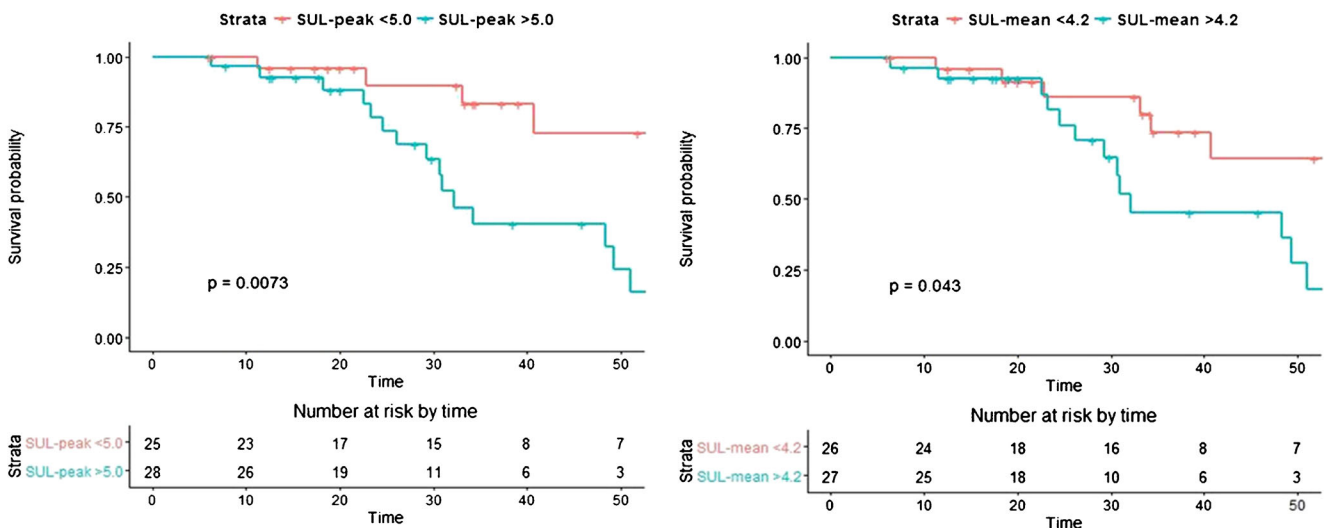 Strata SUL-peak <5.0 SUL-peak >5.0
Survival probability
1.00
0.75
0.50
0.25
0.00
p = 0.0073
0 10 20 30 40 50
Time
Number at risk by time
Strata
SUL-peak <5.0 25 23 17 15 8 7
SUL-peak >5.0 28 26 19 11 6 3
0 10 20 30 40 50
Time
Strata SUL-mean <4.2 SUL-mean >4.2
Survival probability
1.00
0.75
0.50
0.25
0.00
p = 0.043
0 10 20 30 40 50
Time
Number at risk by time
Strata
SUL-mean <4.2 26 24 18 16 8 7
SUL-mean >4.2 27 25 18 10 6 3
0 10 20 30 40 50
Time